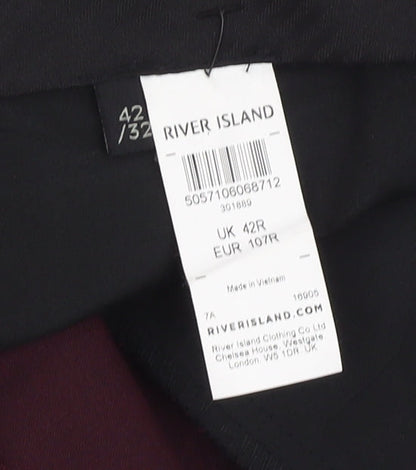 42
/32
RIVER ISLAND
5057106068712
301889
UK 42R
EUR 107R
Made in Vietnam
7A 16905
RIVERISLAND.COM
River Island Clothing Co Ltd
Chelsea House, Westgate
London, W5 1DR UK